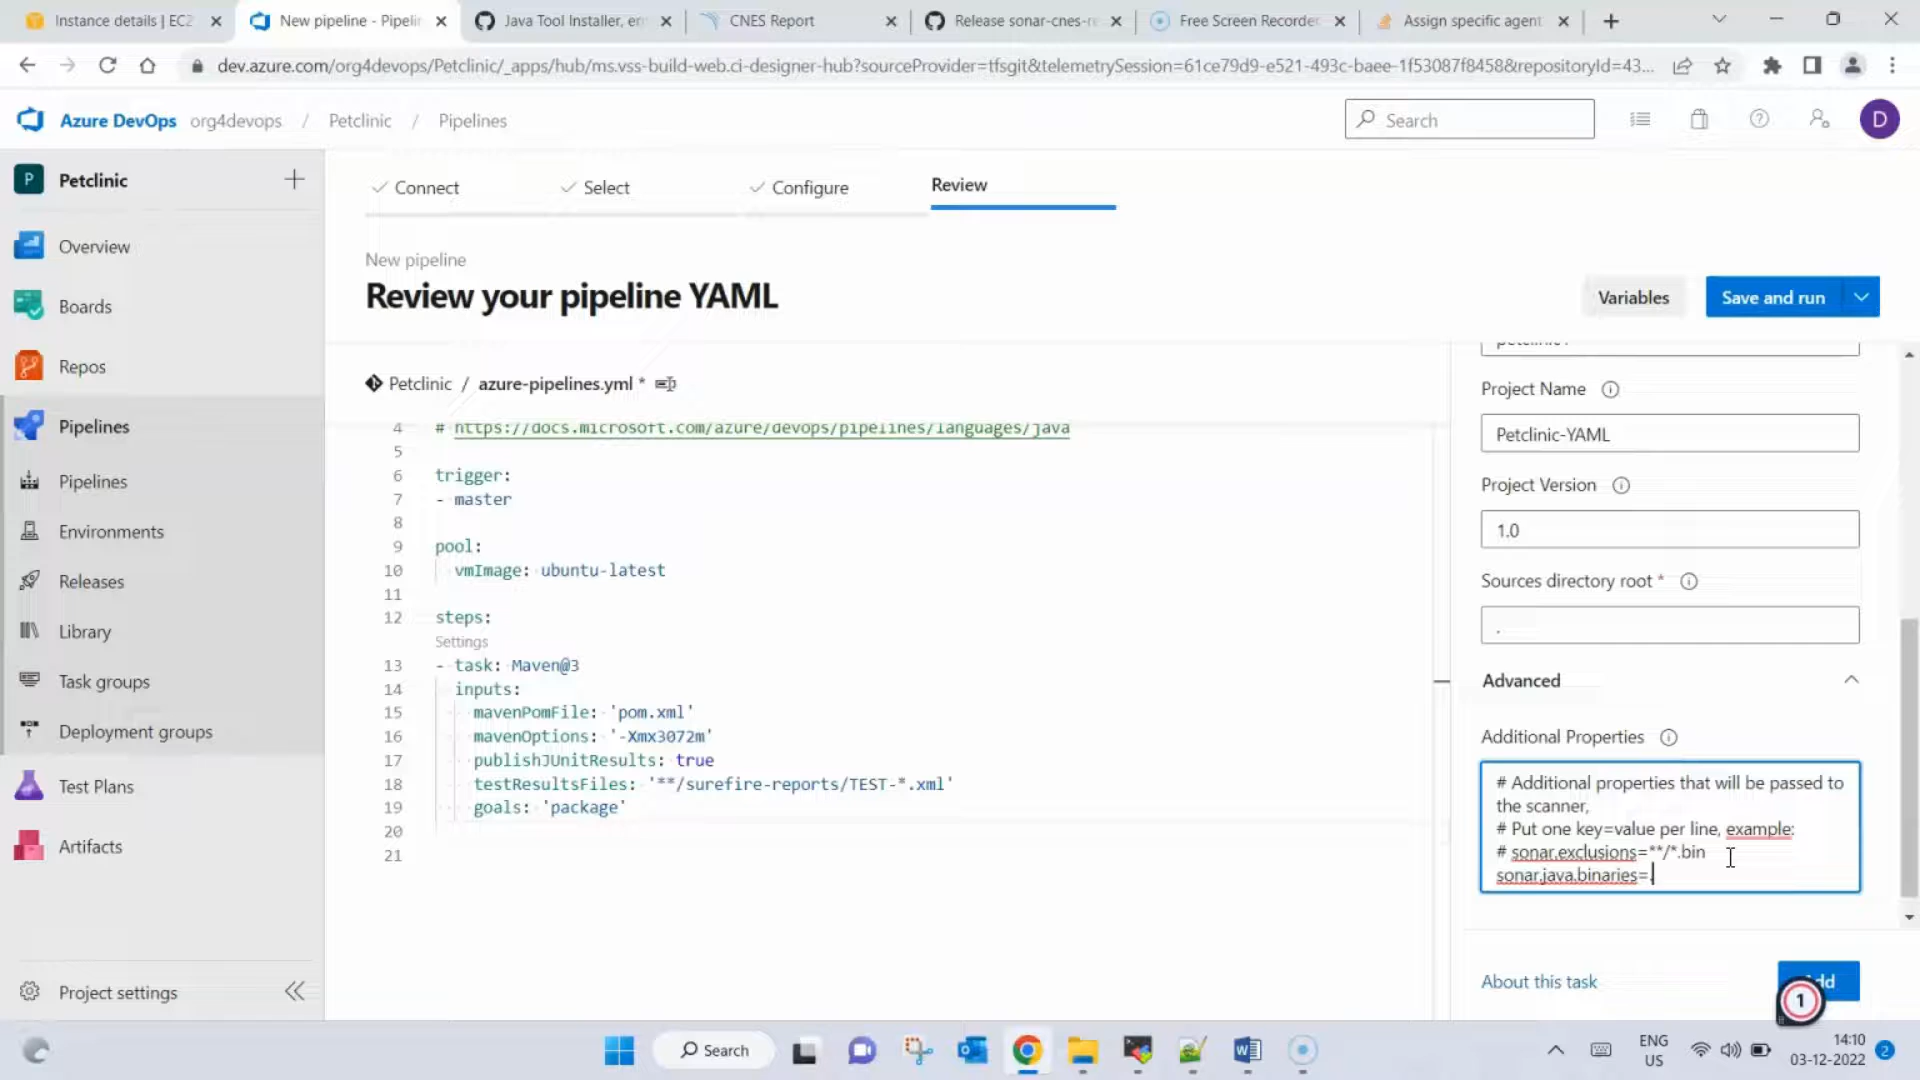 Instance details | EC2
New pipeline - Pipelin
Java Tool Installer, en
CNES Report
Release sonar-cnes-re
Free Screen Recorder
Assign specific agent
dev.azure.com/org4devops/Petclinic/_apps/hub/ms.vss-build-web.ci-designer-hub?sourceProvider=tfsgit&telemetrySession=61ce79d9-e521-493c-baee-1f53087f8458&repositoryId=43...
Azure DevOps org4devops / Petclinic / Pipelines
Search
D
P Petclinic
Overview
Boards
Repos
Pipelines
Pipelines
Environments
Releases
Library
Task groups
Deployment groups
Test Plans
Artifacts
Project settings
Connect
Select
Configure
Review
New pipeline
Review your pipeline YAML
Variables
Save and run
Petclinic / azure-pipelines.yml *
4 # https://docs.microsoft.com/azure/devops/pipelines/languages/java
5
6 trigger:
7 - master
8
9 pool:
10 vmImage: ubuntu-latest
11
12 steps:
Settings
13 - task: Maven@3
14 inputs:
15 mavenPomFile: 'pom.xml'
16 mavenOptions: '-Xmx3072m'
17 publishJUnitResults: true
18 testResultsFiles: '**/surefire-reports/TEST-*.xml'
19 goals: 'package'
20
21
Project Name
Petclinic-YAML
Project Version
1.0
Sources directory root *
.
Advanced
Additional Properties
# Additional properties that will be passed to
the scanner,
# Put one key=value per line, example:
# sonar.exclusions=**/*.bin
sonar.java.binaries=.
About this task
1
Search
ENG
US
14:10
03-12-2022
2